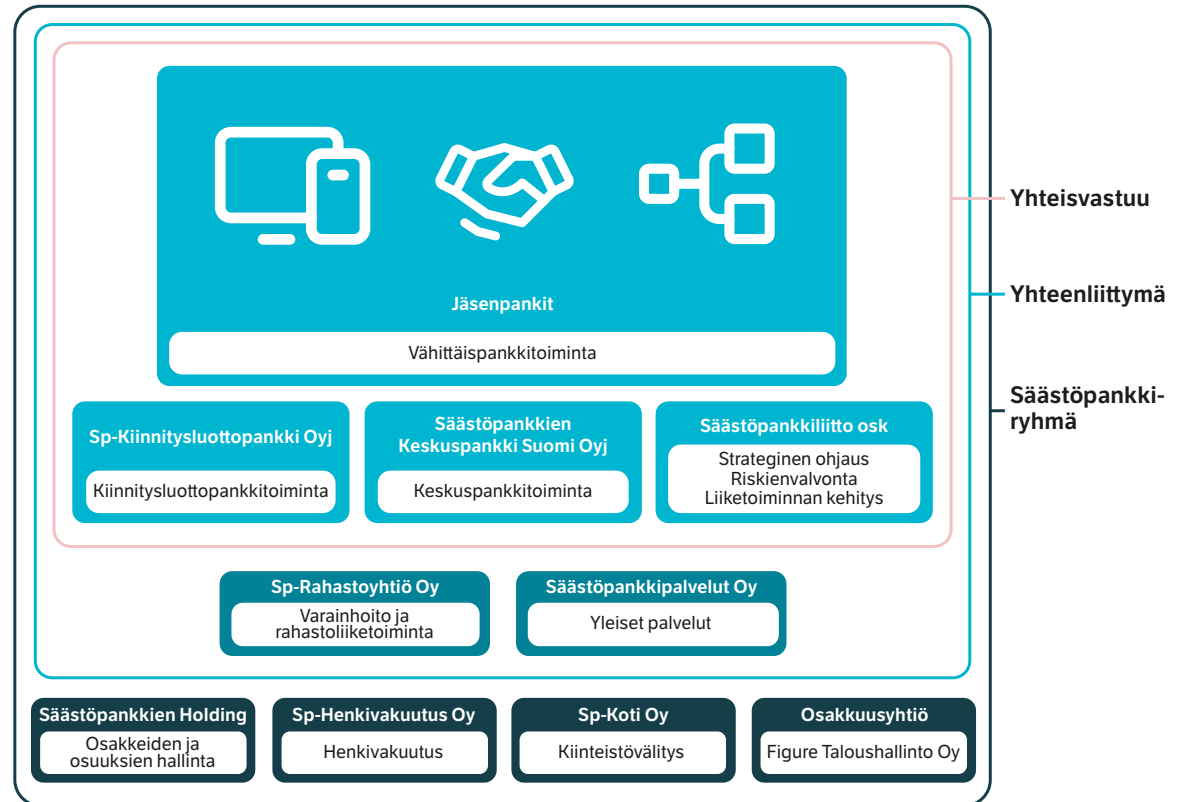 Jäsenpankit
Vähittäispankkitoiminta
Sp-Kiinnitysluottopankki Oyj
Kiinnitysluottopankkitoiminta
Säästöpankkien
Keskuspankki Suomi Oyj
Keskuspankkitoiminta
Säästöpankkiliitto osk
Strateginen ohjaus
Riskienvalvonta
Liiketoiminnan kehitys
Sp-Rahastoyhtiö Oy
Varainhoito ja
rahastoliiketoiminta
Säästöpankkipalvelut Oy
Yleiset palvelut
Säästöpankkien Holding
Osakkeiden ja
osuuksien hallinta
Sp-Henkivakuutus Oy
Henkivakuutus
Sp-Koti Oy
Kiinteistövälitys
Osakkuusyhtiö
Figure Taloushallinto Oy
Yhteisvastuu
Yhteenliittymä
Säästöpankki-
ryhmä